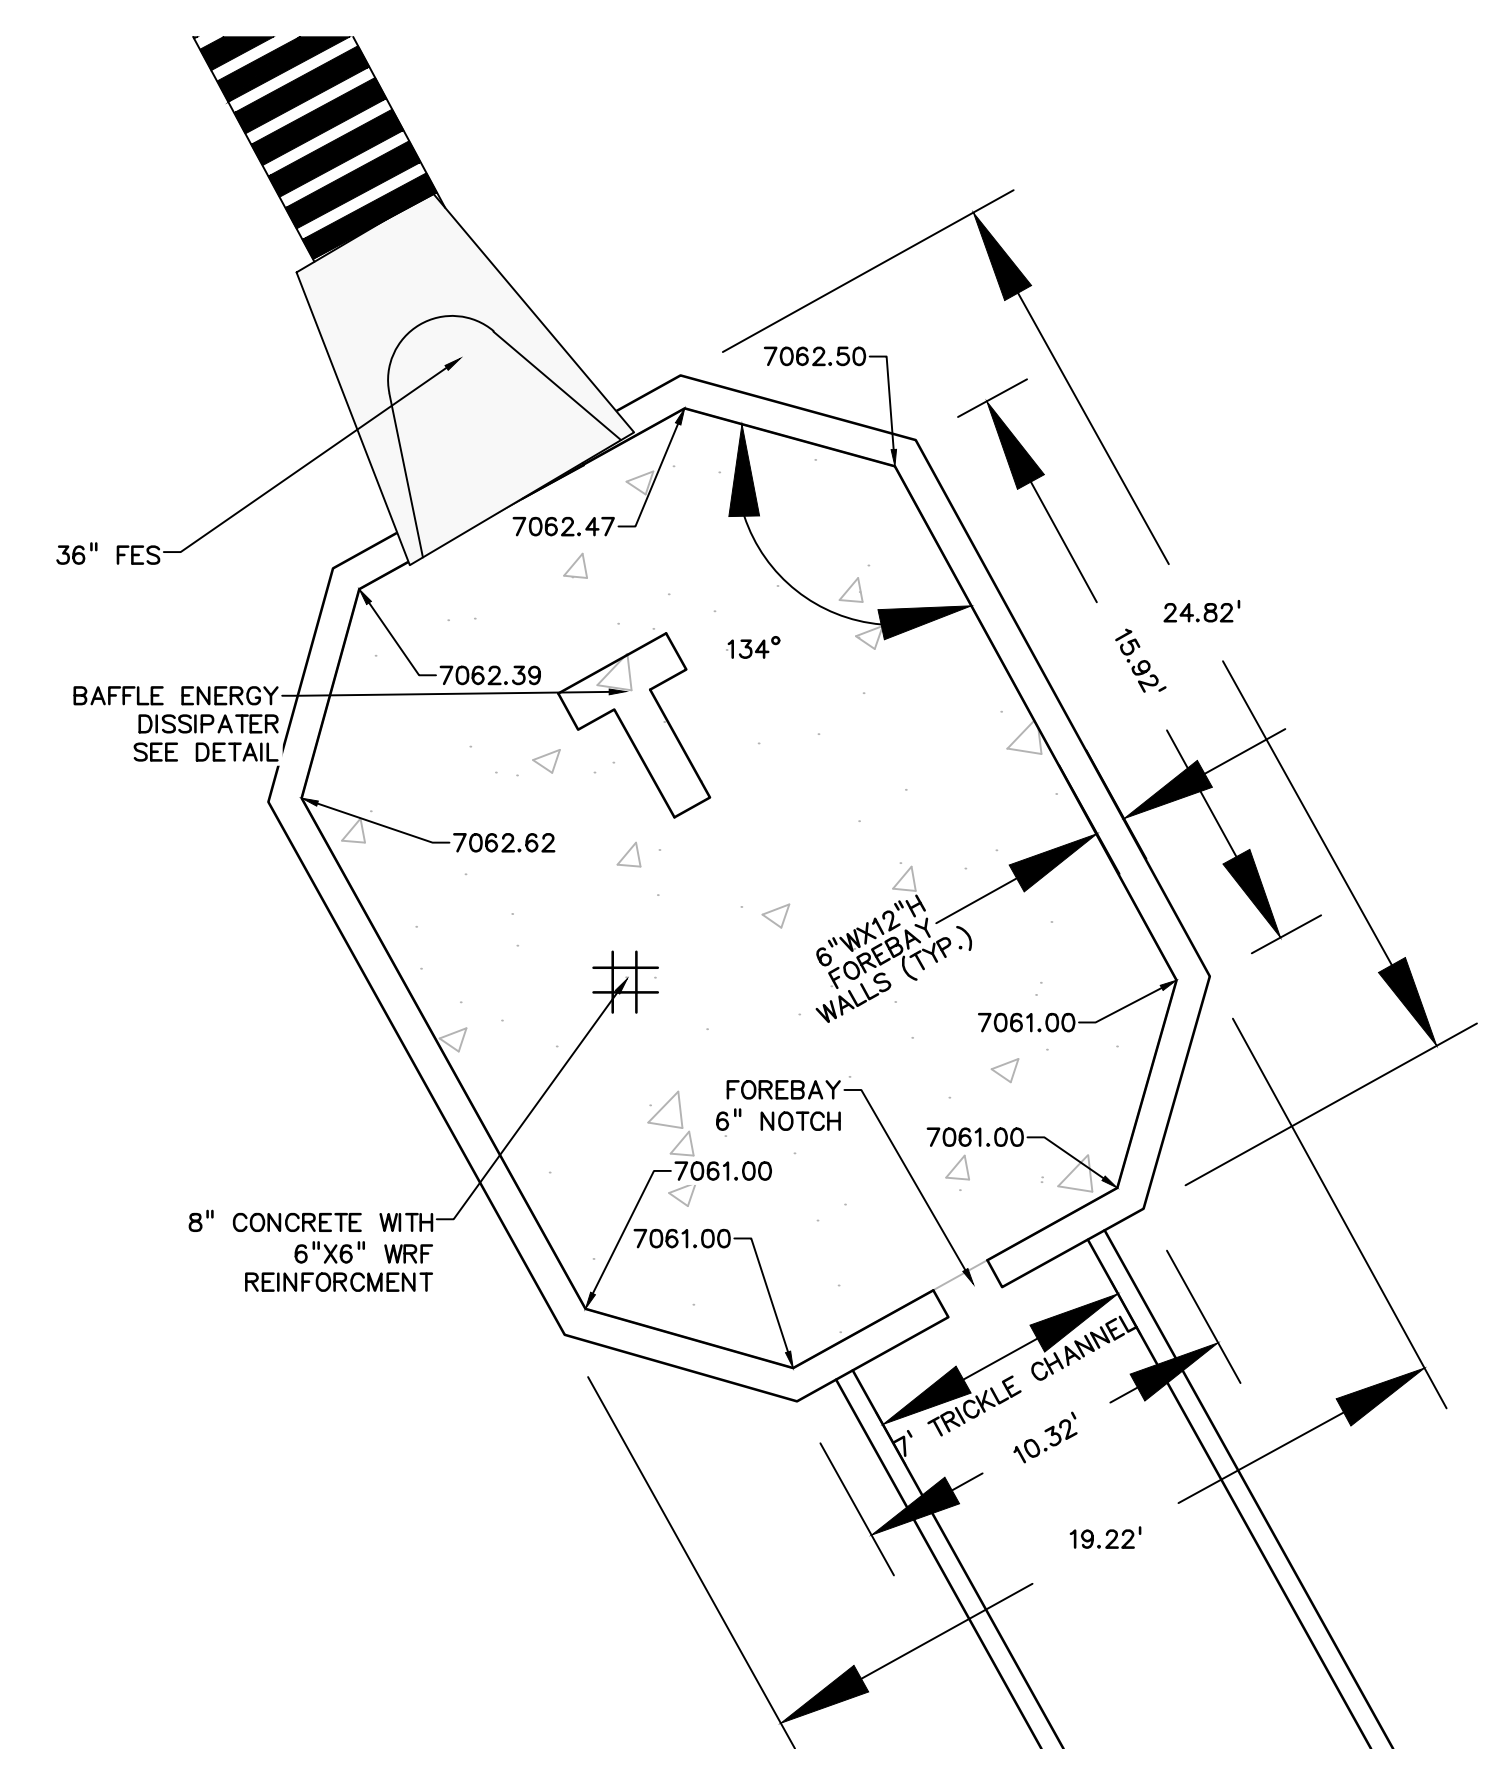 7062.50
7062.47
36" FES
134°
24.82'
15.92'
7062.39
BAFFLE ENERGY
DISSIPATER
SEE DETAIL
7062.62
6"WX12"H
FOREBAY
WALLS (TYP.)
7061.00
FOREBAY
6" NOTCH
7061.00
7061.00
8" CONCRETE WITH
6"X6" WRF
REINFORCMENT
7061.00
7' TRICKLE CHANNEL
10.32'
19.22'